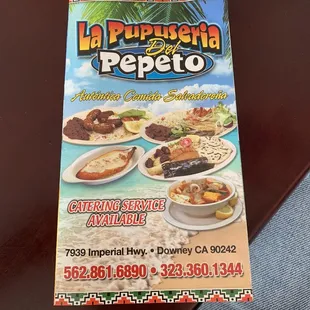 La Pupuseria
Del
Pepeto
Auténtica Comida Salvadoreña
CATERING SERVICE
AVAILABLE
7939 Imperial Hwy. • Downey CA 90242
562.861.6890 • 323.360.1344